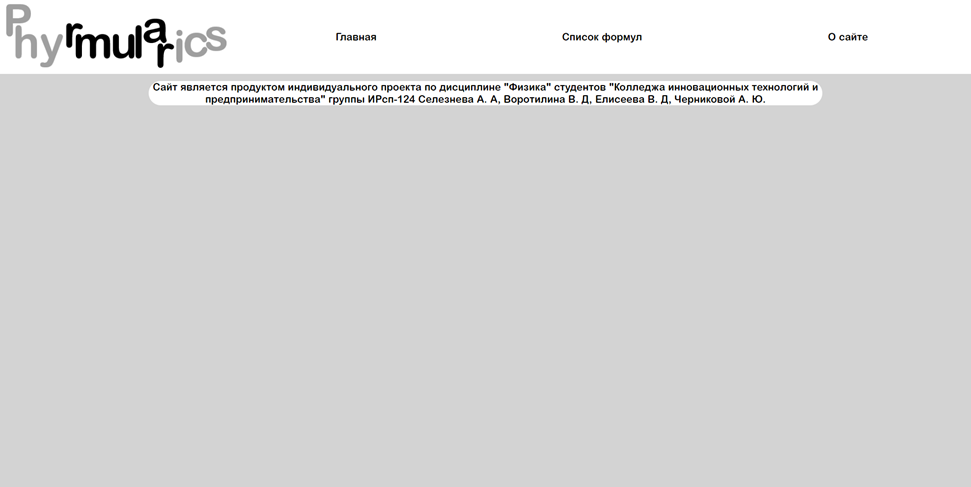 Phyrmularics
Главная
Список формул
О сайте
Сайт является продуктом индивидуального проекта по дисциплине "Физика" студентов "Колледжа инновационных технологий и
предпринимательства" группы ИРсп-124 Селезнева А. А, Воротилина В. Д, Елисеева В. Д, Черниковой А. Ю.